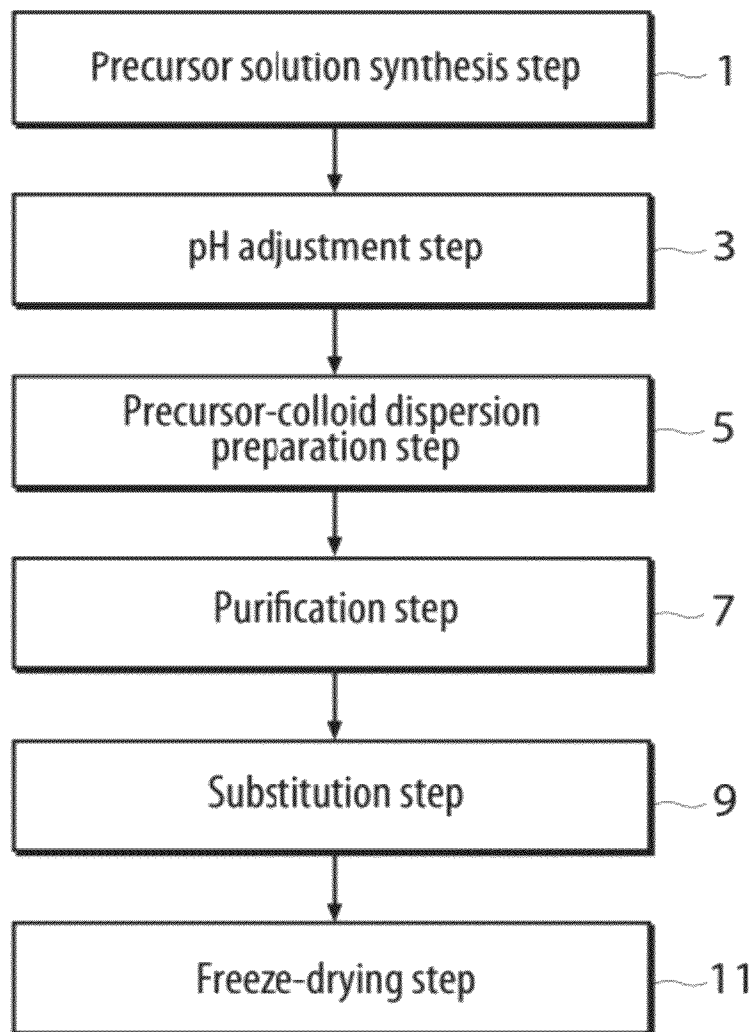 Precursor solution synthesis step
1
pH adjustment step
3
Precursor-colloid dispersion
preparation step
5
Purification step
7
Substitution step
9
Freeze-drying step
11